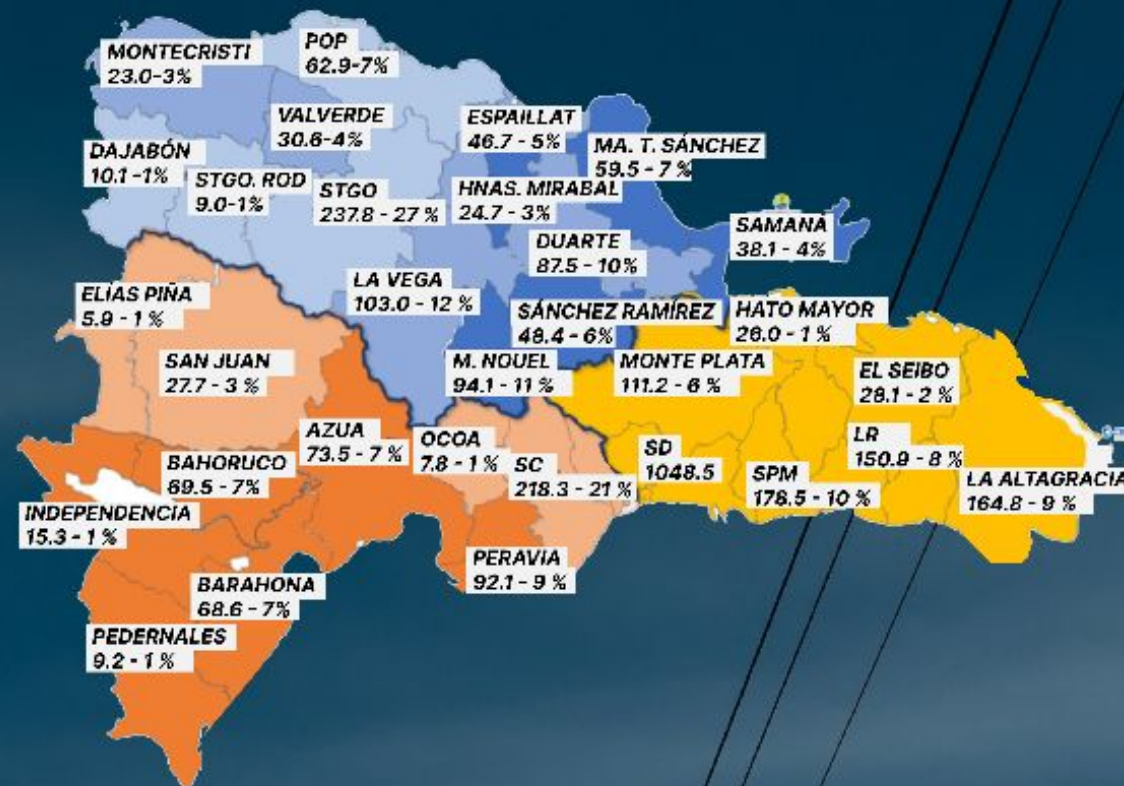 MONTECRISTI
23.0-3%
POP
62.9-7%
VALVERDE
30.6-4%
ESPAILLAT
46.7 - 5%
MA. T. SÁNCHEZ
59.5 - 7 %
DAJABÓN
10.1-1%
STGO. ROD
9.0-1%
STGO
237.8 - 27 %
HNAS. MIRABAL
24.7 - 3%
DUARTE
87.5 - 10%
SAMANÁ
38.1 - 4%
ELÍAS PIÑA
5.9 - 1 %
LA VEGA
103.0 - 12 %
SÁNCHEZ RAMÍREZ
48.4 - 6%
HATO MAYOR
26.0 - 1 %
SAN JUAN
27.7 - 3 %
M. NOUEL
94.1 - 11 %
MONTE PLATA
111.2 - 6 %
EL SEIBO
28.1 - 2 %
AZUA
73.5 - 7 %
OCOA
7.8 - 1 %
SC
218.3 - 21 %
SD
1048.5
SPM
178.5 - 10 %
LR
150.9 - 8 %
LA ALTAGRACIA
164.8 - 9 %
BAHORUCO
69.5 - 7%
INDEPENDENCIA
15.3 - 1 %
PERAVIA
92.1 - 9 %
BARAHONA
68.6 - 7%
PEDERNALES
9.2 - 1 %